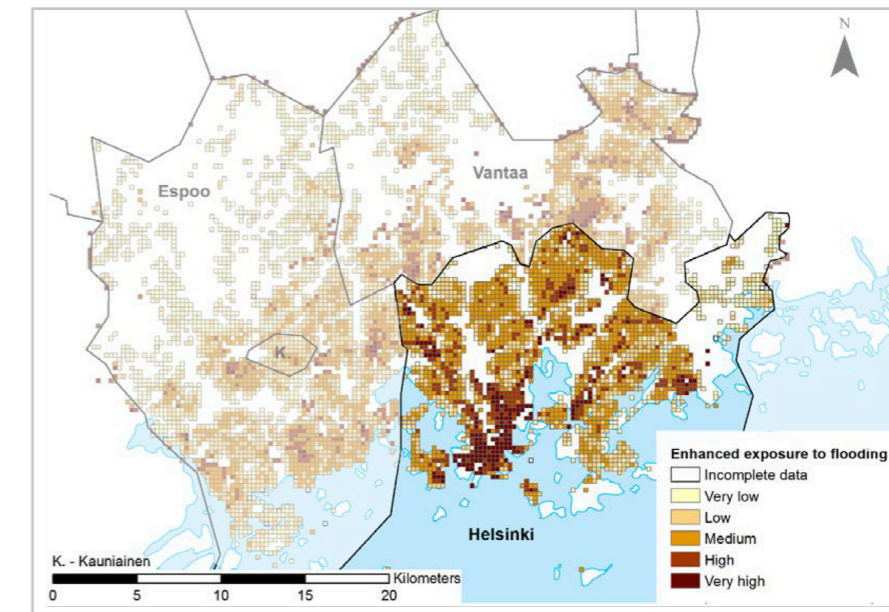 N
Espoo
Vantaa
K.
Helsinki
Enhanced exposure to flooding
Incomplete data
Very low
Low
Medium
High
Very high
K. - Kauniainen
Kilometers
0 5 10 15 20